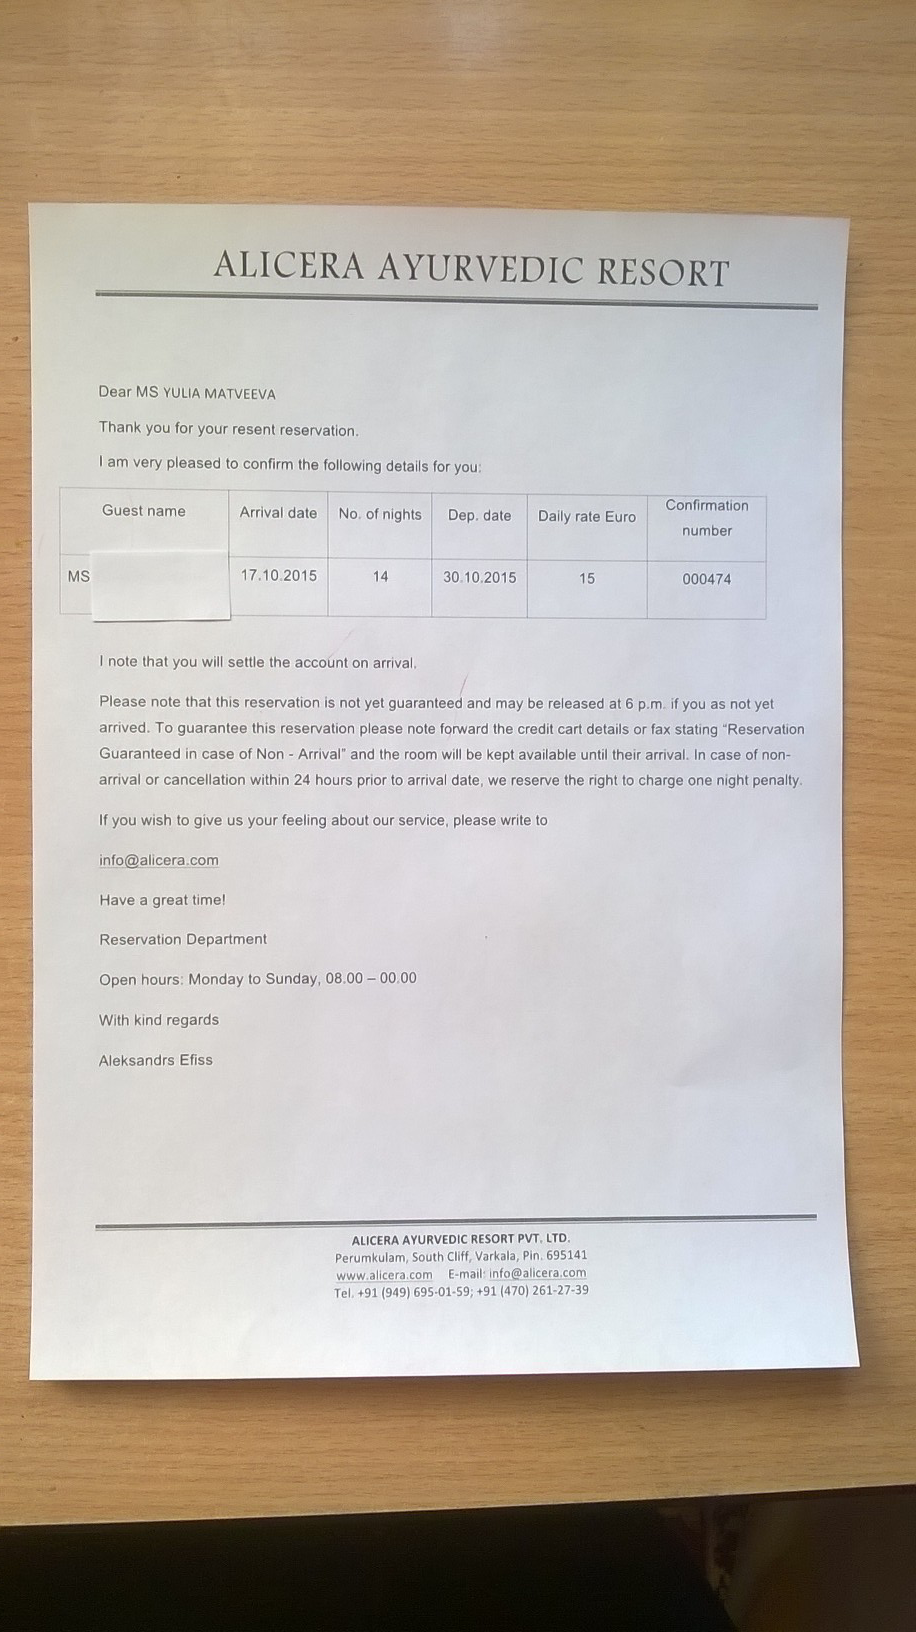 ALICERA AYURVEDIC RESORT
Dear MS YULIA MATVEEVA
Thank you for your resent reservation.
I am very pleased to confirm the following details for you:
Guest name Arrival date No. of nights Dep. date Daily rate Euro Confirmation number
MS 17.10.2015 14 30.10.2015 15 000474
I note that you will settle the account on arrival.
Please note that this reservation is not yet guaranteed and may be released at 6 p.m. if you as not yet
arrived. To guarantee this reservation please note forward the credit cart details or fax stating “Reservation
Guaranteed in case of Non - Arrival” and the room will be kept available until their arrival. In case of non-
arrival or cancellation within 24 hours prior to arrival date, we reserve the right to charge one night penalty.
If you wish to give us your feeling about our service, please write to
info@alicera.com
Have a great time!
Reservation Department
Open hours: Monday to Sunday, 08.00 – 00.00
With kind regards
Aleksandrs Efiss
ALICERA AYURVEDIC RESORT PVT. LTD.
Perumkulam, South Cliff, Varkala, Pin. 695141
www.alicera.com E-mail: info@alicera.com
Tel. +91 (949) 695-01-59; +91 (470) 261-27-39